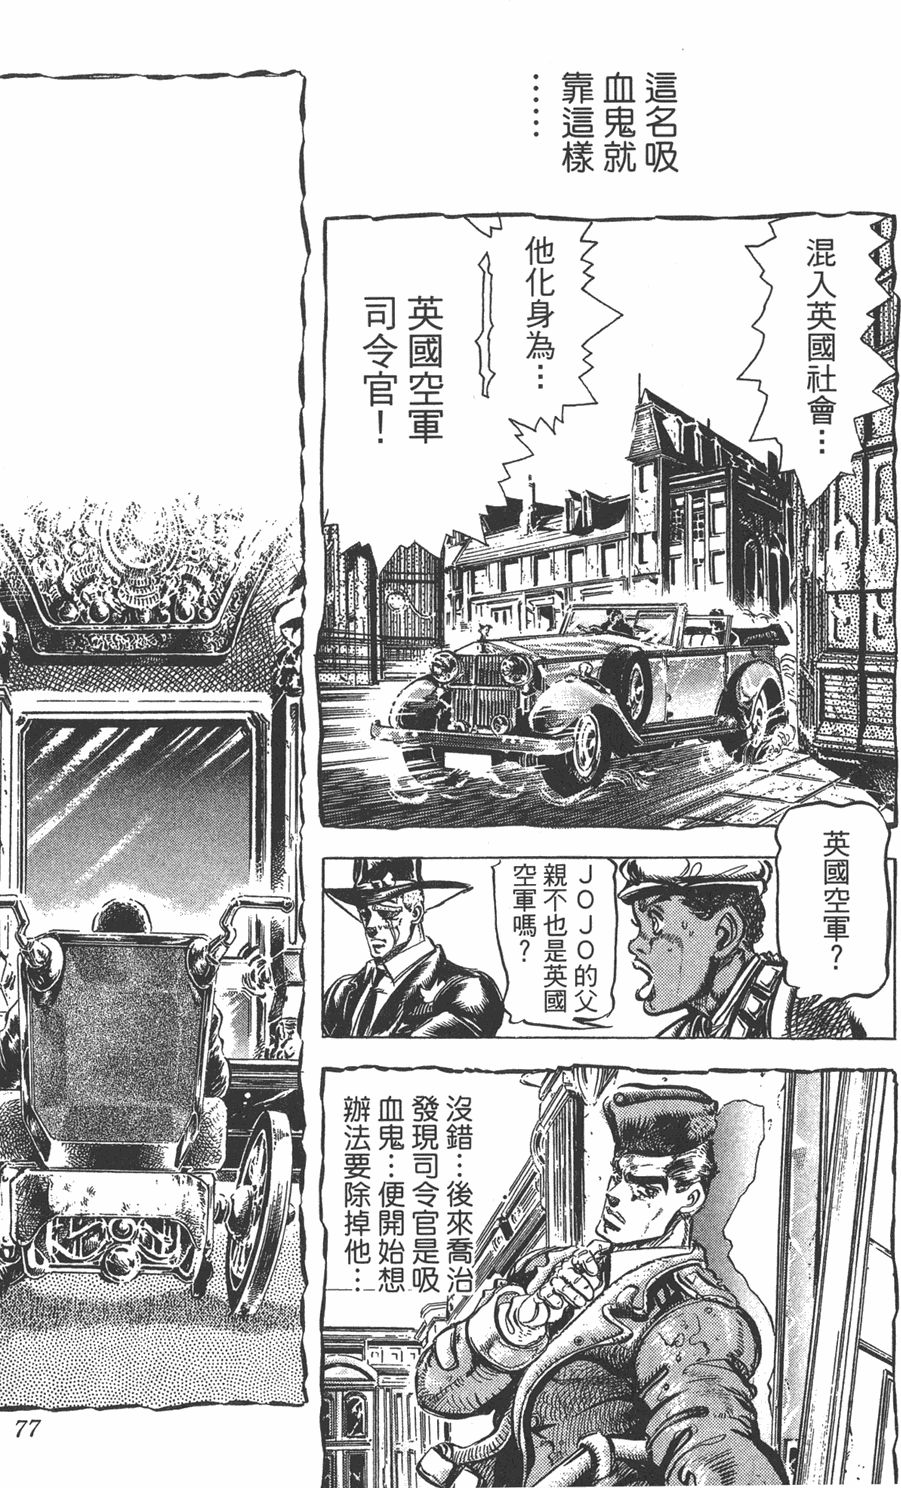 這名吸
血鬼就
靠這樣
……
混入英國社會…
他化身為…
英國空軍
司令官！
英國空軍？
JOJO的父
親不也是英國
空軍嗎？
沒錯…後來喬治
發現司令官是吸
血鬼…便開始想
辦法要除掉他…
77